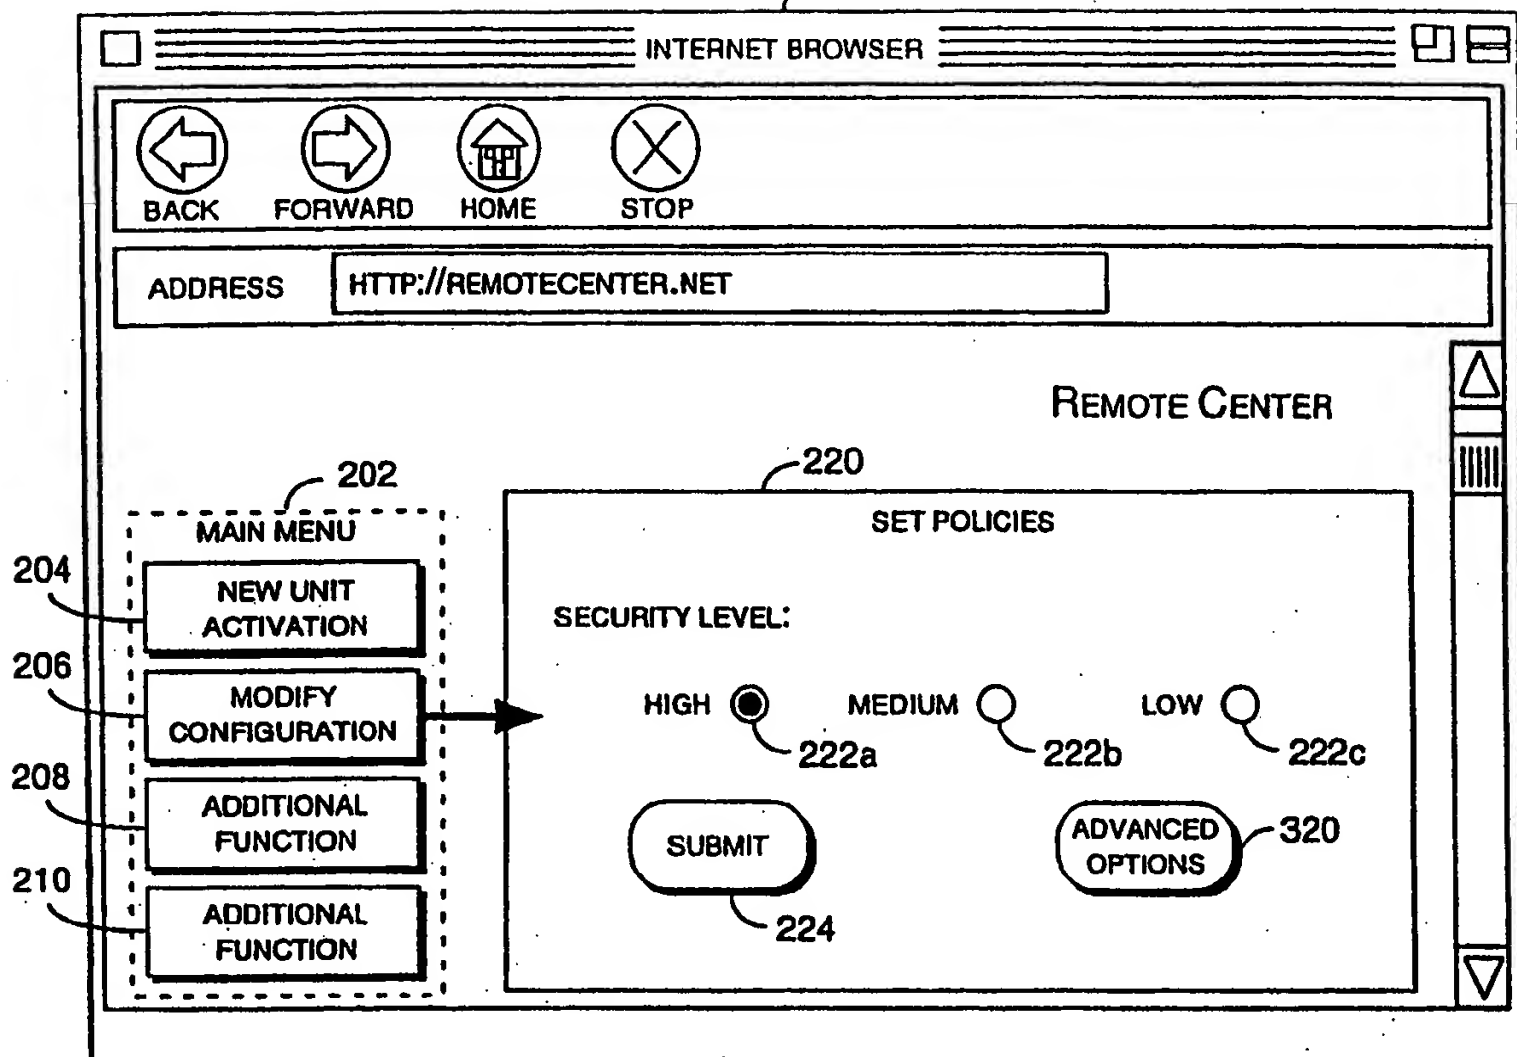 INTERNET BROWSER
BACK FORWARD HOME STOP
ADDRESS HTTP://REMOTECENTER.NET
REMOTE CENTER
202
MAIN MENU
204
NEW UNIT
ACTIVATION
206
MODIFY
CONFIGURATION
208
ADDITIONAL
FUNCTION
210
ADDITIONAL
FUNCTION
220
SET POLICIES
SECURITY LEVEL:
HIGH MEDIUM LOW
222a 222b 222c
SUBMIT
224
ADVANCED
OPTIONS
320